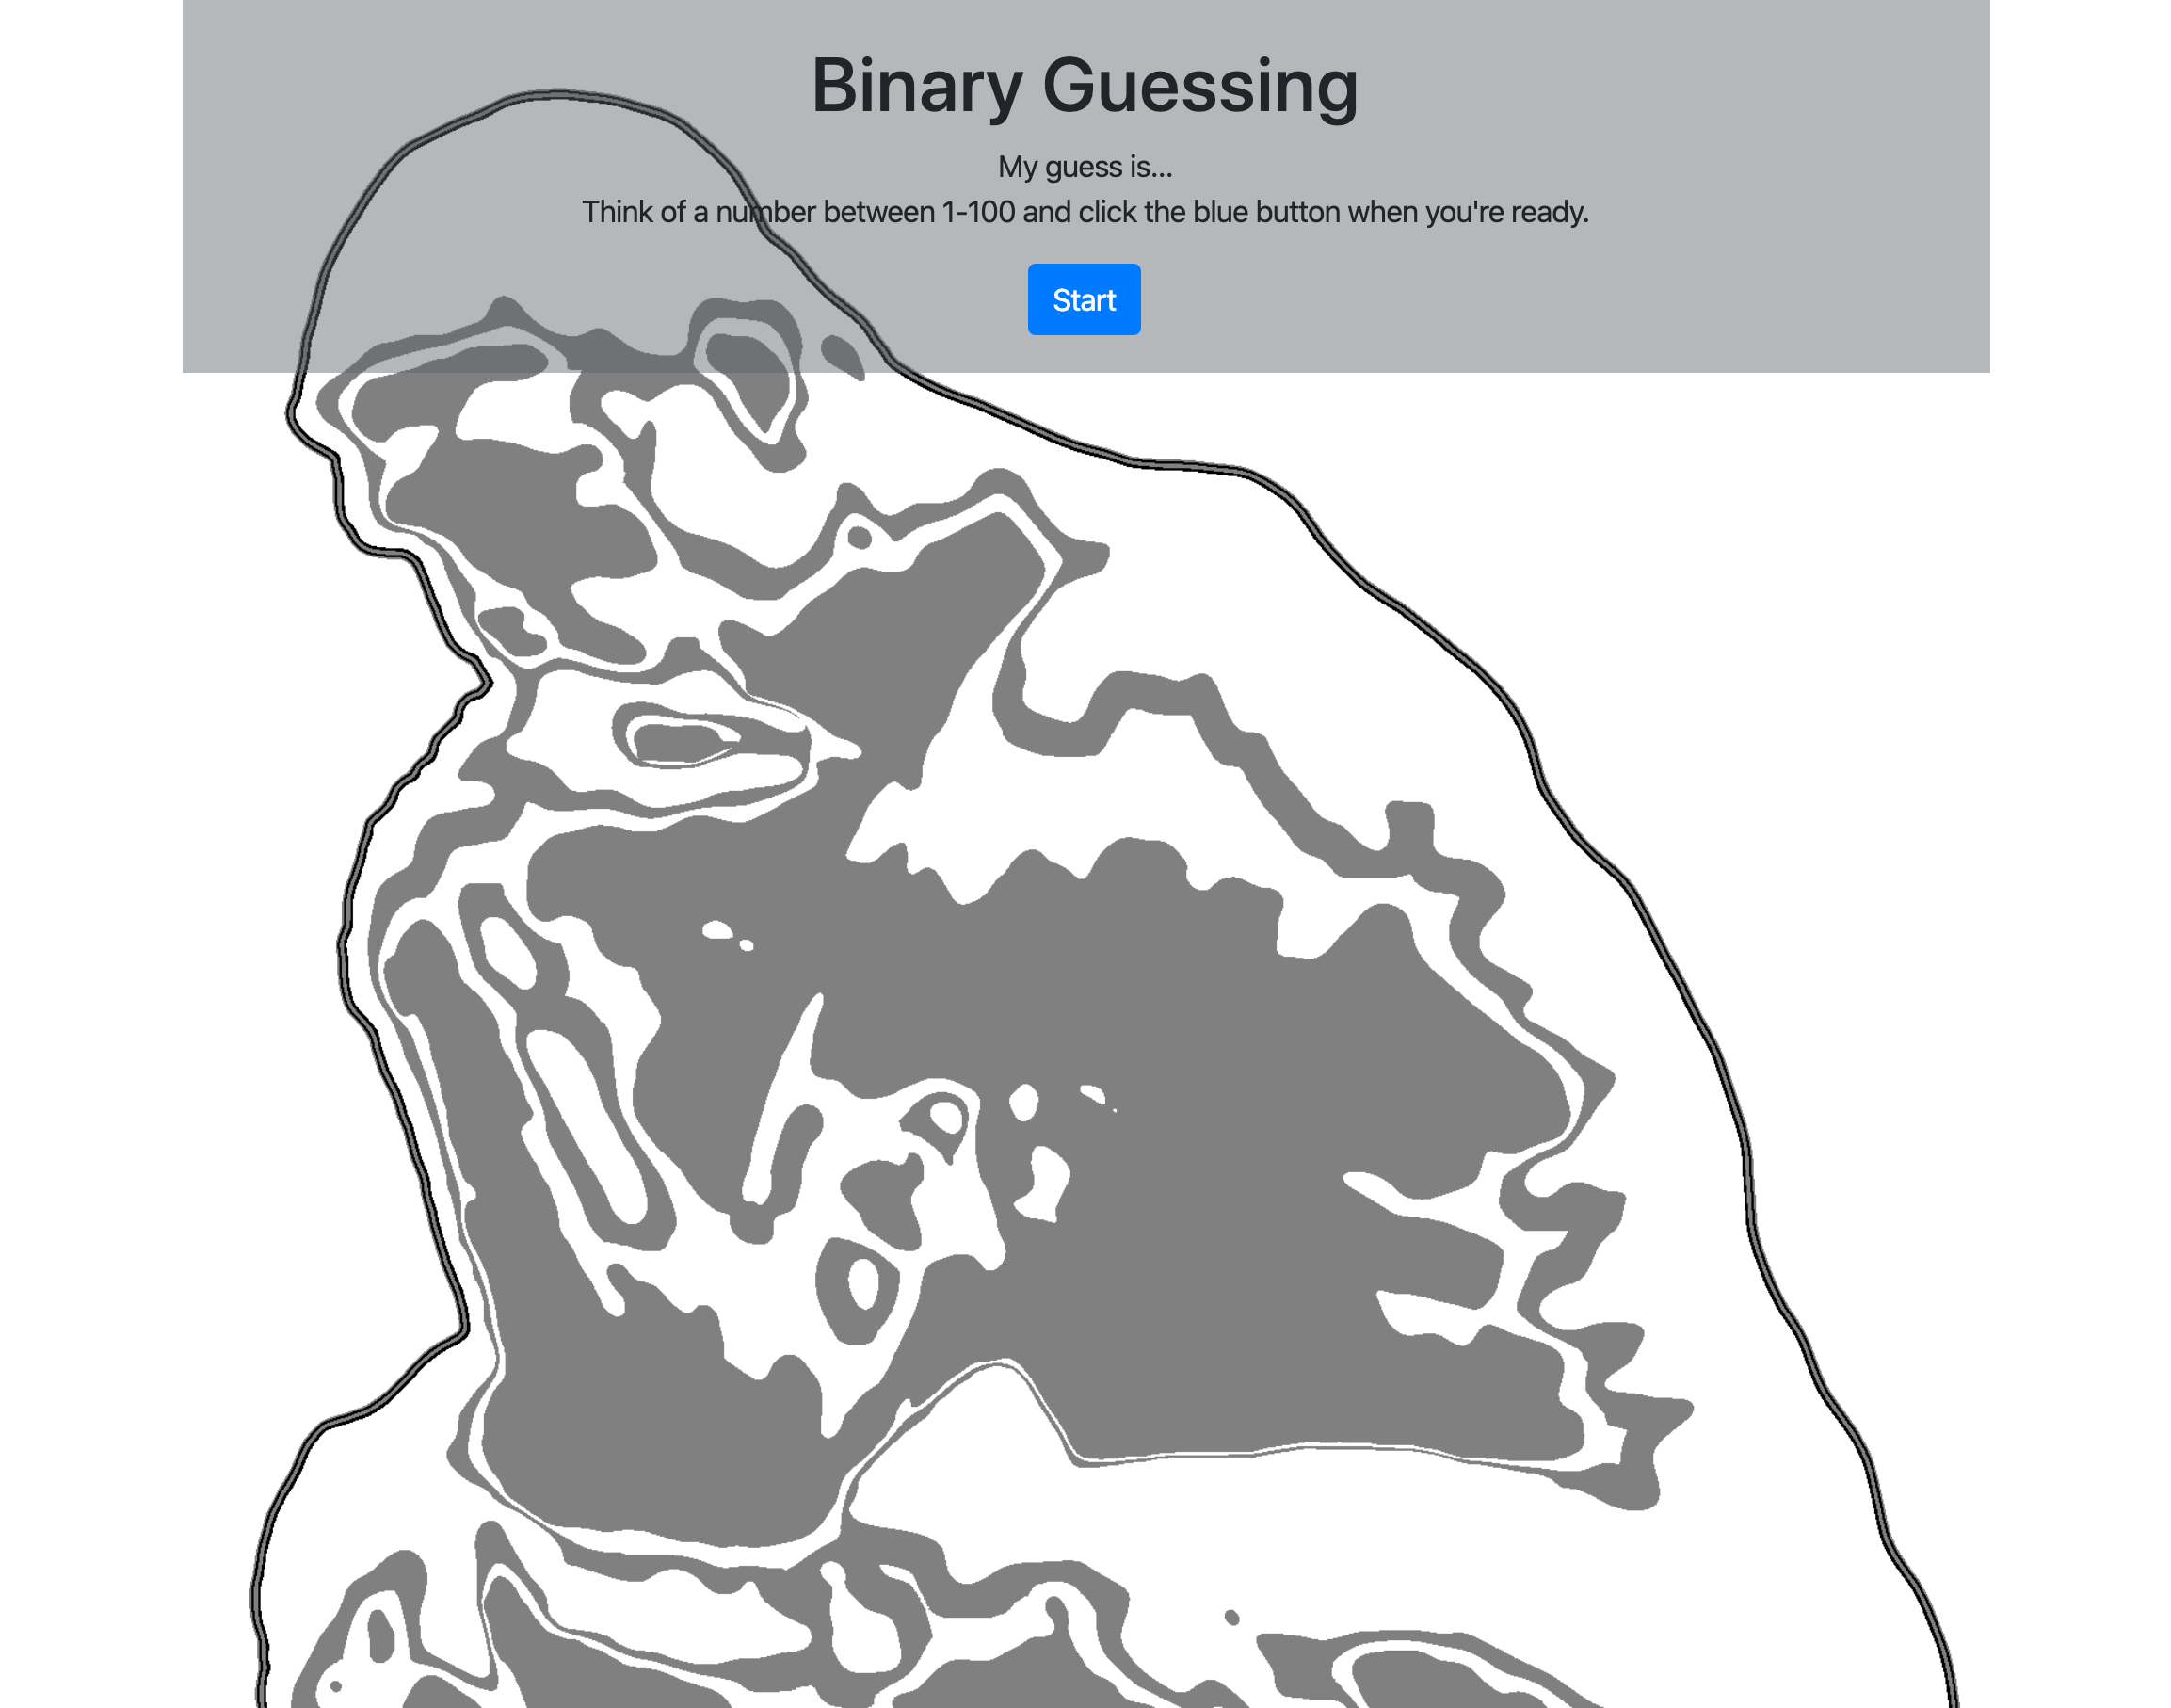 Binary Guessing
My guess is...
Think of a number between 1-100 and click the blue button when you're ready.
Start